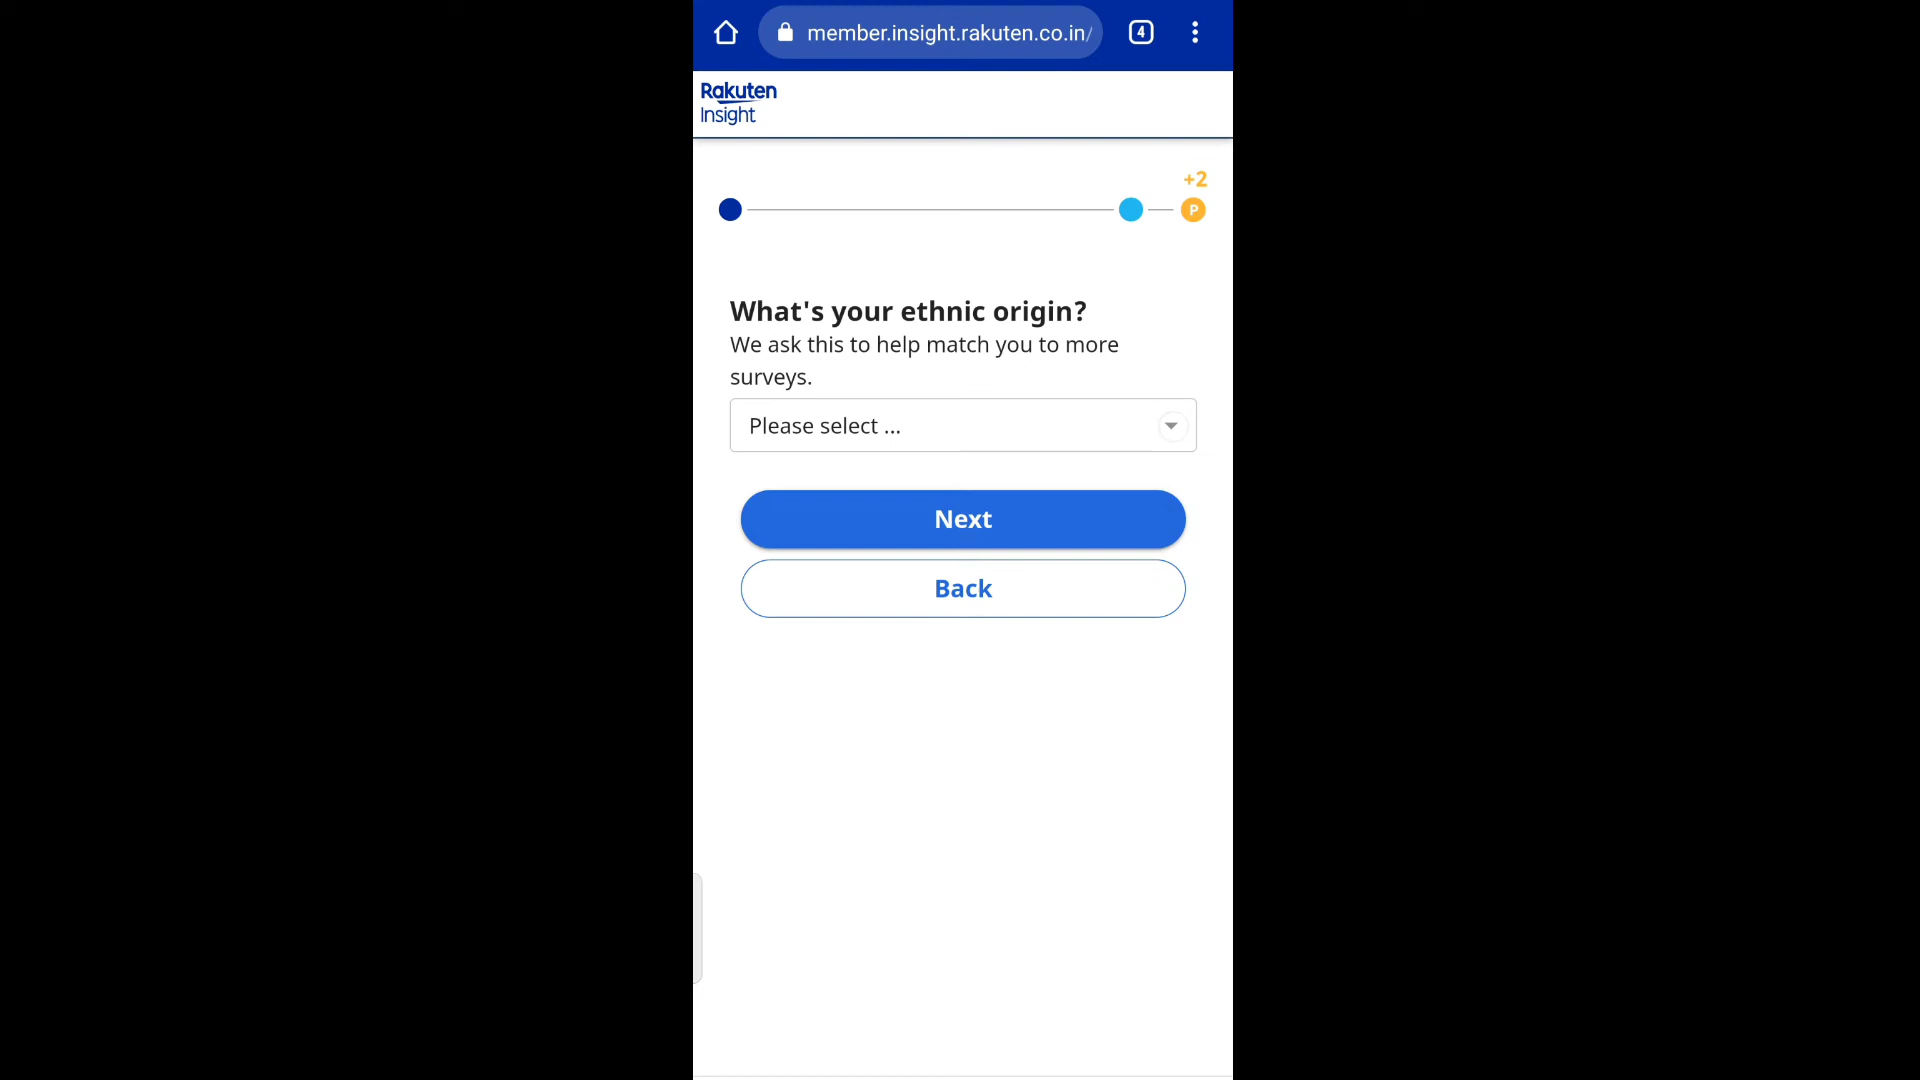 member.insight.rakuten.co.in/
4
Rakuten
Insight
+2
P
What's your ethnic origin?
We ask this to help match you to more
surveys.
Please select ...
Next
Back